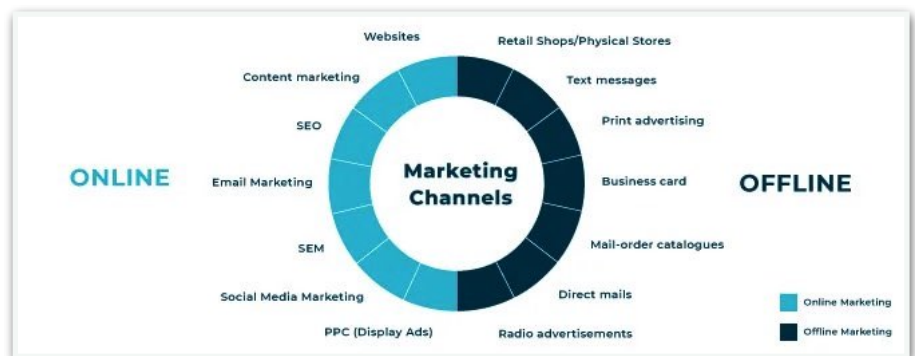 Websites
Retail Shops/Physical Stores
Content marketing
Text messages
SEO
Print advertising
ONLINE
Email Marketing
Marketing
Channels
Business card
OFFLINE
SEM
Mail-order catalogues
Social Media Marketing
Direct mails
Online Marketing
PPC (Display Ads)
Radio advertisements
Offline Marketing